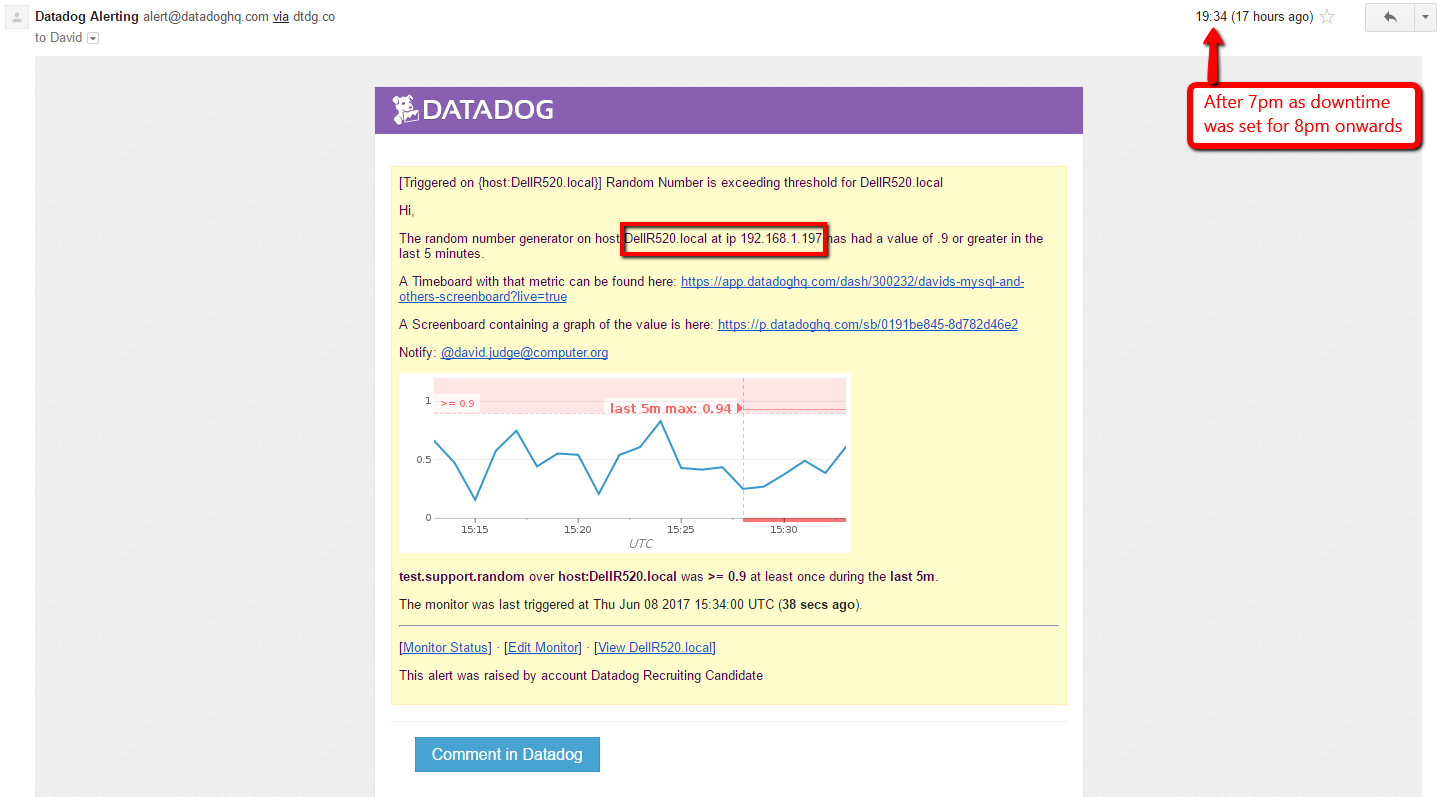 Datadog Alerting alert@datadoghq.com via dtdg.co
19:34 (17 hours ago)
to David
After 7pm as downtime
was set for 8pm onwards
DATADOG
[Triggered on {host:DellR520.local}] Random Number is exceeding threshold for DellR520.local
Hi,
The random number generator on host DellR520.local at ip 192.168.1.197 has had a value of .9 or greater in the
last 5 minutes.
A Timeboard with that metric can be found here: https://app.datadoghq.com/dash/300232/davids-mysql-and-
others-screenboard?live=true
A Screenboard containing a graph of the value is here: https://p.datadoghq.com/sb/0191be845-8d782d46e2
Notify: @david.judge@computer.org
1
>= 0.9
last 5m max: 0.94
0.5
0
15:15 15:20 15:25 15:30
UTC
test.support.random over host:DellR520.local was >= 0.9 at least once during the last 5m.
The monitor was last triggered at Thu Jun 08 2017 15:34:00 UTC (38 secs ago).
[Monitor Status] · [Edit Monitor] · [View DellR520.local]
This alert was raised by account Datadog Recruiting Candidate
Comment in Datadog